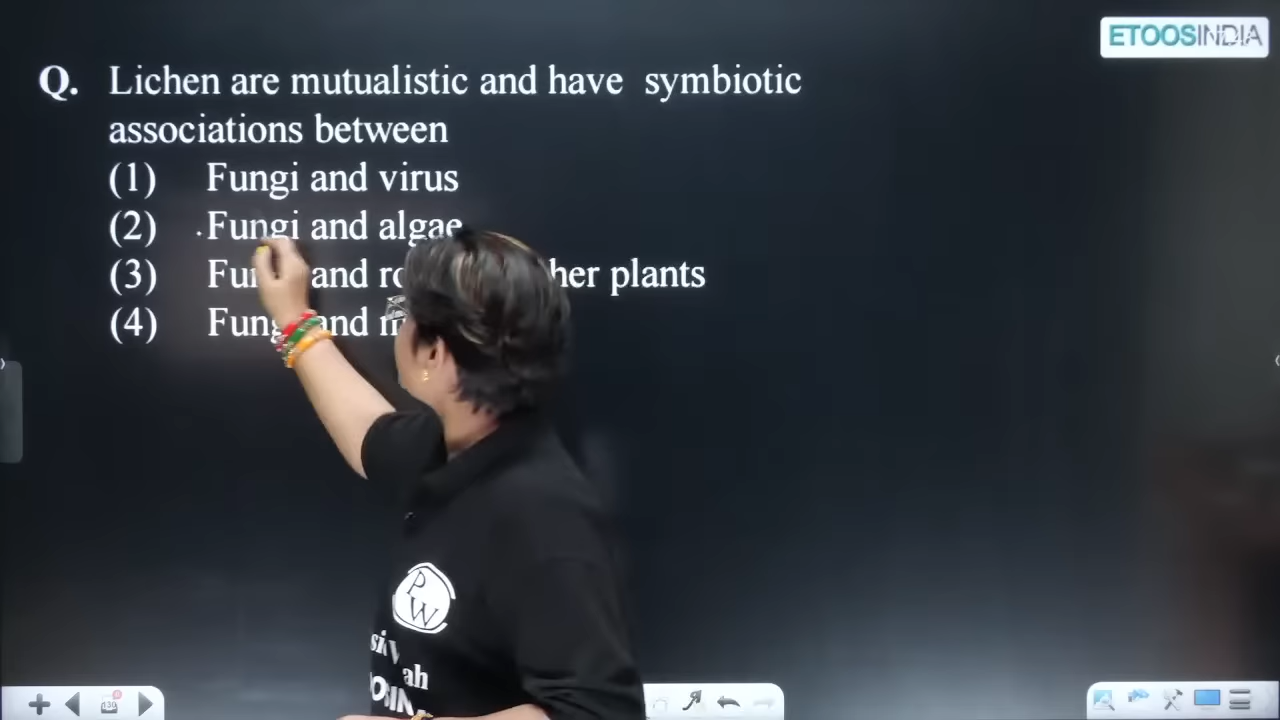 ETOOSINDIA
Q. Lichen are mutualistic and have symbiotic
associations between
(1) Fungi and virus
(2) Fungi and algae
(3) and her plants
(4) and
P
W
ah